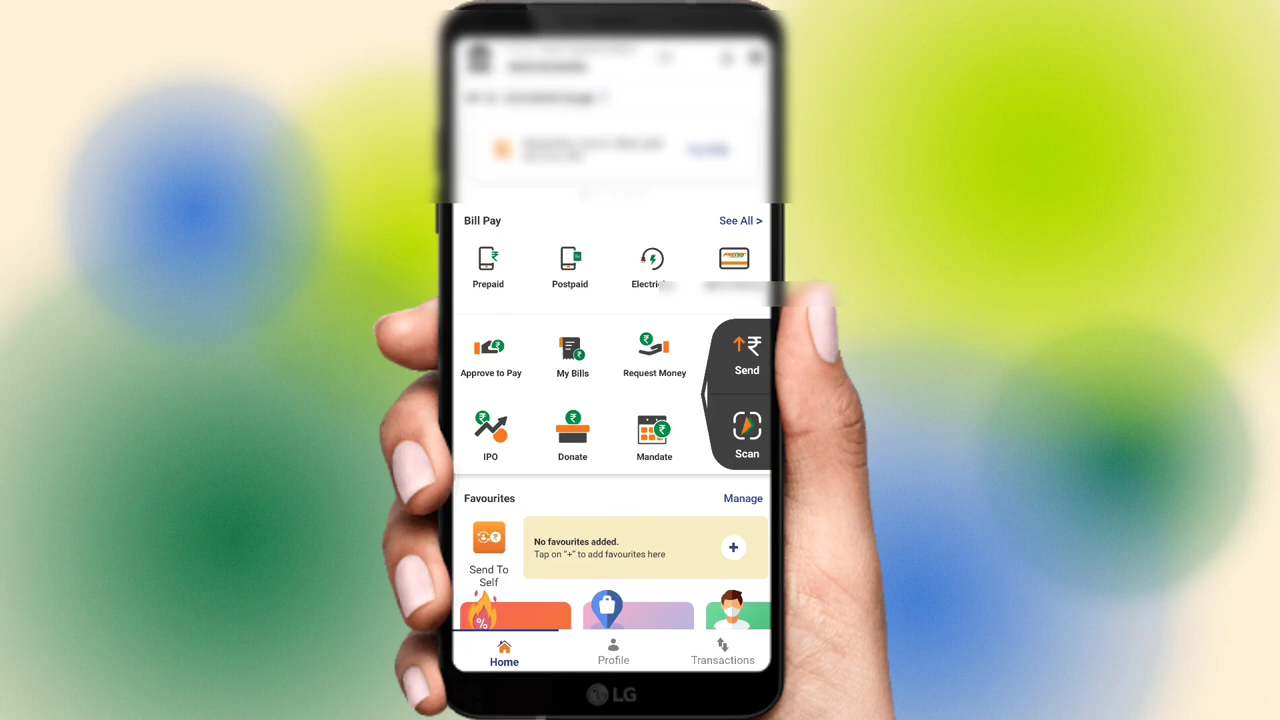 Bill Pay
See All >
Prepaid
Postpaid
Approve to Pay
My Bills
Request Money
Send
IPO
Donate
Mandate
Scan
Favourites
Manage
No favourites added.
Tap on "+" to add favourites here
+
Send To
Self
%
Home
Profile
Transactions
LG